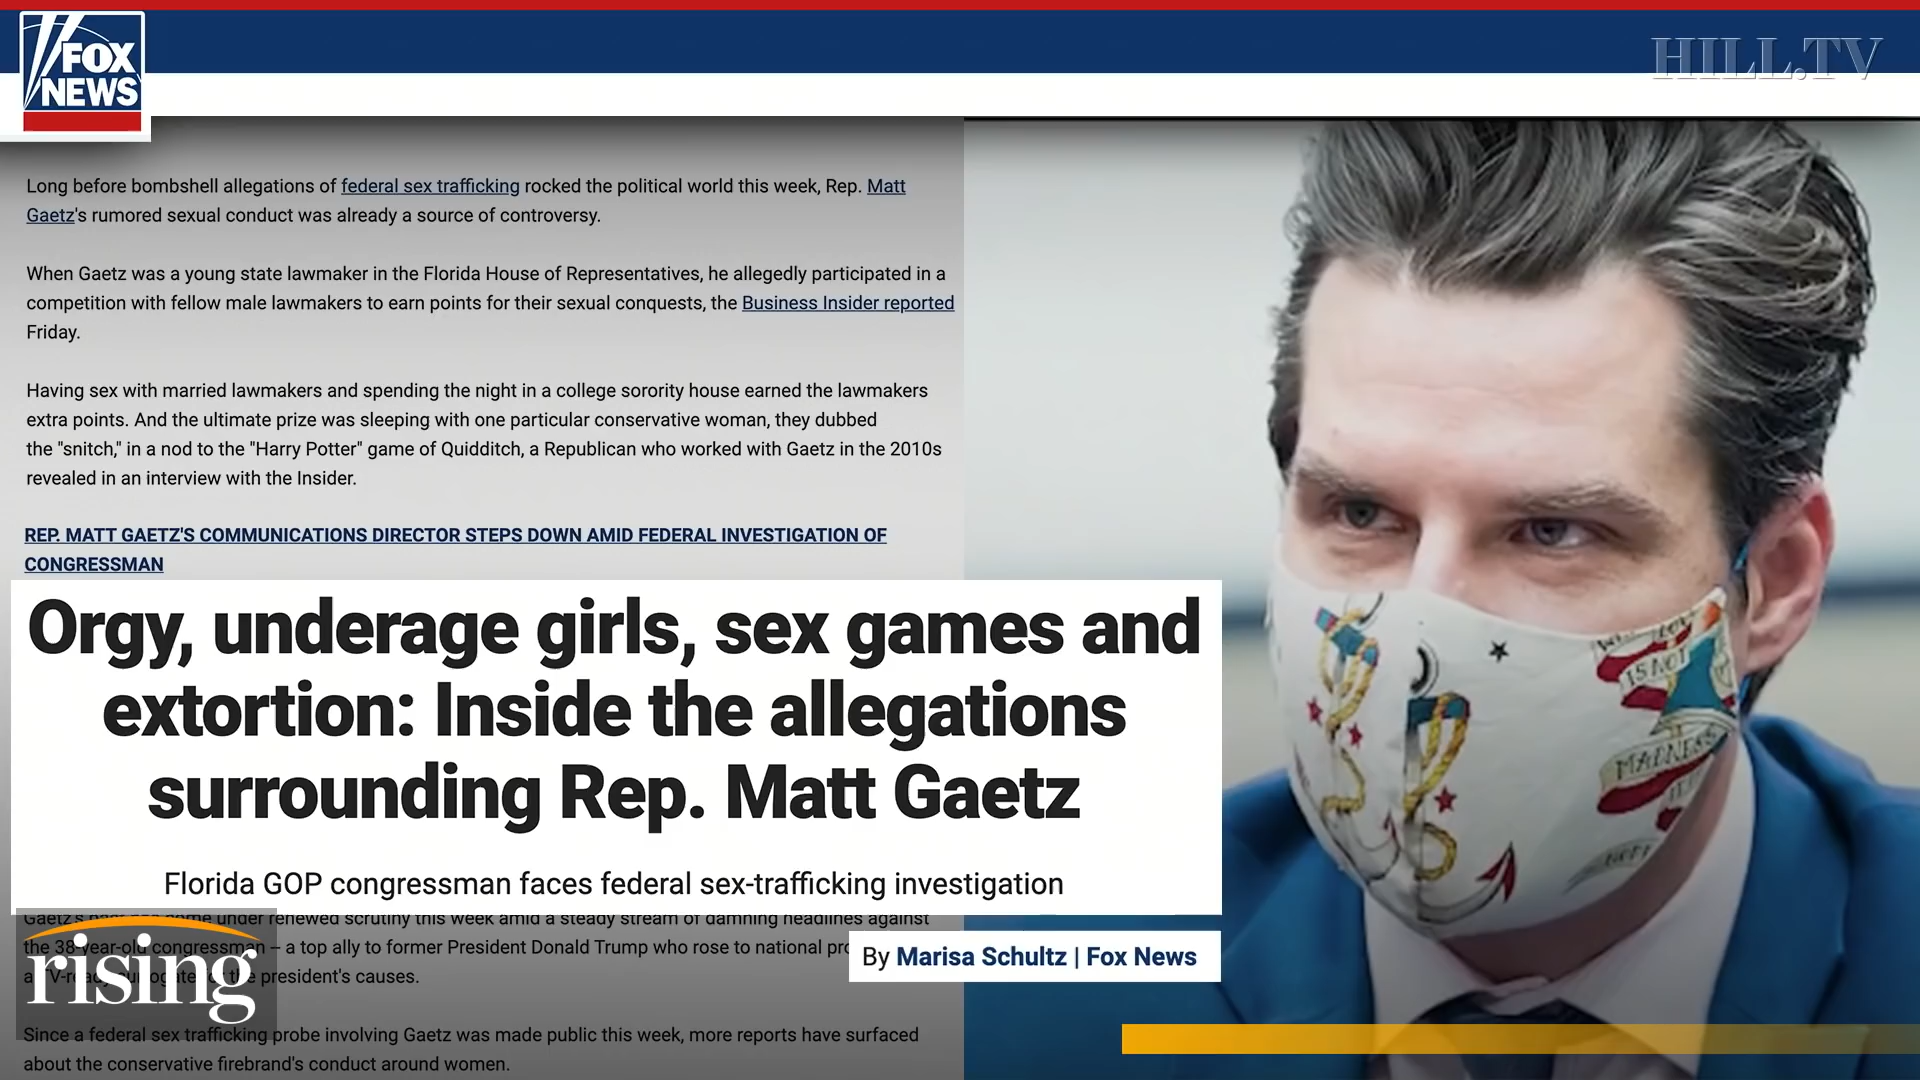 FOX
NEWS
HILL.TV
Long before bombshell allegations of federal sex trafficking rocked the political world this week, Rep. Matt
Gaetz's rumored sexual conduct was already a source of controversy.
When Gaetz was a young state lawmaker in the Florida House of Representatives, he allegedly participated in a
competition with fellow male lawmakers to earn points for their sexual conquests, the Business Insider reported
Friday.
Having sex with married lawmakers and spending the night in a college sorority house earned the lawmakers
extra points. And the ultimate prize was sleeping with one particular conservative woman, they dubbed
the "snitch," in a nod to the "Harry Potter" game of Quidditch, a Republican who worked with Gaetz in the 2010s
revealed in an interview with the Insider.
REP. MATT GAETZ'S COMMUNICATIONS DIRECTOR STEPS DOWN AMID FEDERAL INVESTIGATION OF
CONGRESSMAN
Orgy, underage girls, sex games and
extortion: Inside the allegations
surrounding Rep. Matt Gaetz
Florida GOP congressman faces federal sex-trafficking investigation
Gaetz's under renewed scrutiny this week amid a steady stream of damning headlines against
the 38-year-old congressman – a top ally to former President Donald Trump who rose to national
the president's causes.
By Marisa Schultz | Fox News
Since a federal sex trafficking probe involving Gaetz was made public this week, more reports have surfaced
about the conservative firebrand's conduct around women.
rising
IS NOT
MADNESS